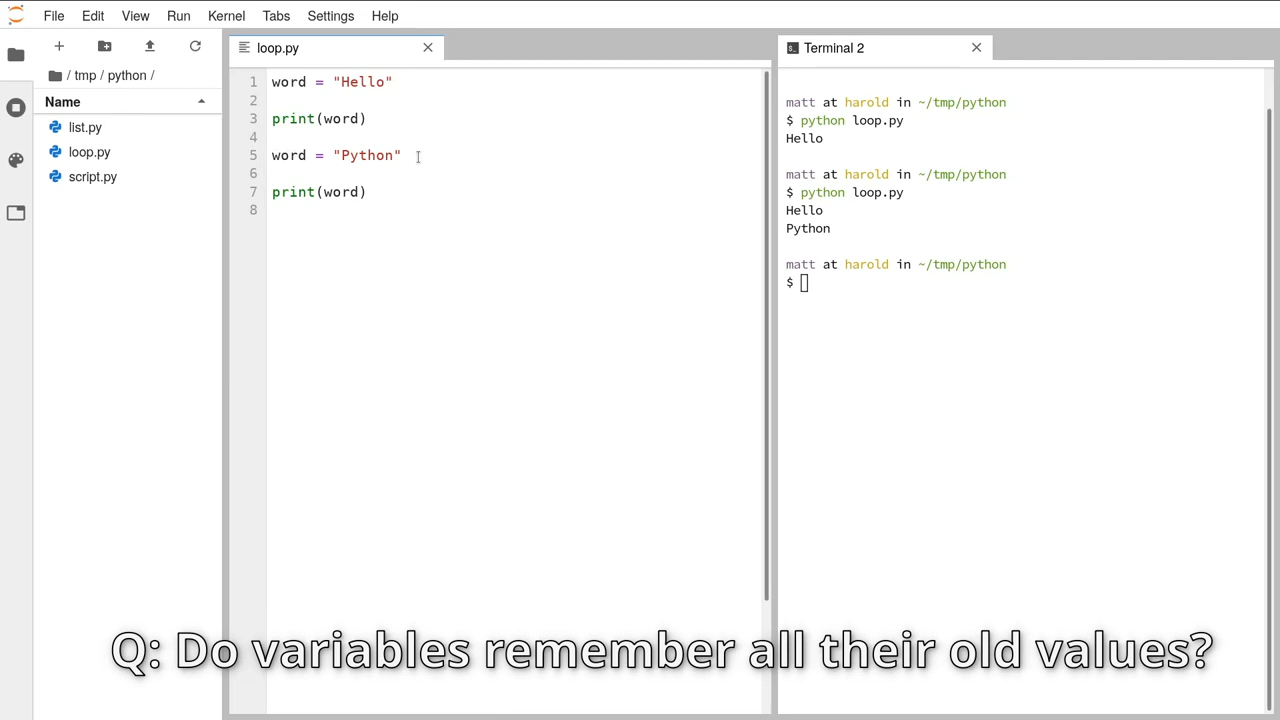 File Edit View Run Kernel Tabs Settings Help
/ tmp / python /
Name
list.py
loop.py
script.py
loop.py
1 word = "Hello"
2
3 print(word)
4
5 word = "Python"
6
7 print(word)
8
Terminal 2
matt at harold in ~/tmp/python
$ python loop.py
Hello
matt at harold in ~/tmp/python
$ python loop.py
Hello
Python
matt at harold in ~/tmp/python
$
Q: Do variables remember all their old values?